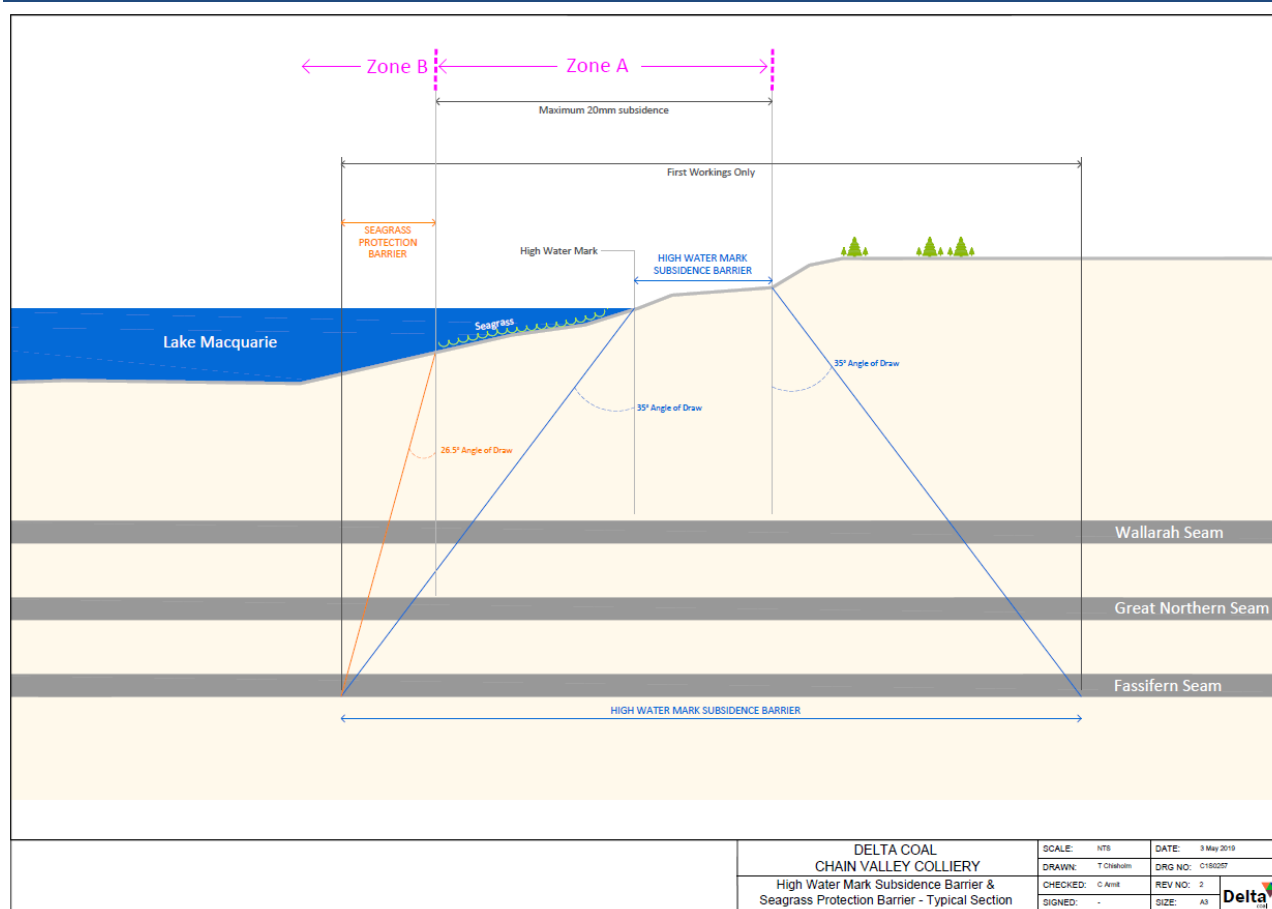 Zone B
Zone A
Maximum 20mm subsidence
First Workings Only
SEAGRASS
PROTECTION
BARRIER
High Water Mark
HIGH WATER MARK
SUBSIDENCE BARRIER
Seagrass
Lake Macquarie
35° Angle of Draw
35° Angle of Draw
26.5° Angle of Draw
Wallarah Seam
Great Northern Seam
Fassifern Seam
HIGH WATER MARK SUBSIDENCE BARRIER
DELTA COAL
CHAIN VALLEY COLLIERY
High Water Mark Subsidence Barrier &
Seagrass Protection Barrier - Typical Section
SCALE: NTS
DATE: 3 May 2019
DRAWN: T Chisholm
DRG NO: C1S0257
CHECKED: C Armit
REV NO: 2
SIGNED: -
SIZE: A3
Delta